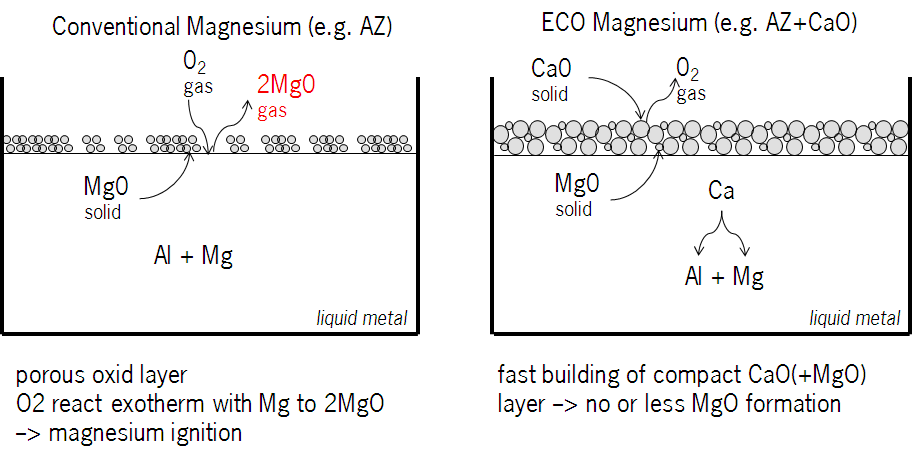 Conventional Magnesium (e.g. AZ)
O₂
gas
2MgO
gas
MgO
solid
Al + Mg
liquid metal
porous oxid layer
O2 react exotherm with Mg to 2MgO
–> magnesium ignition
ECO Magnesium (e.g. AZ+CaO)
CaO
solid
O₂
gas
MgO
solid
Ca
Al + Mg
liquid metal
fast building of compact CaO(+MgO)
layer –> no or less MgO formation